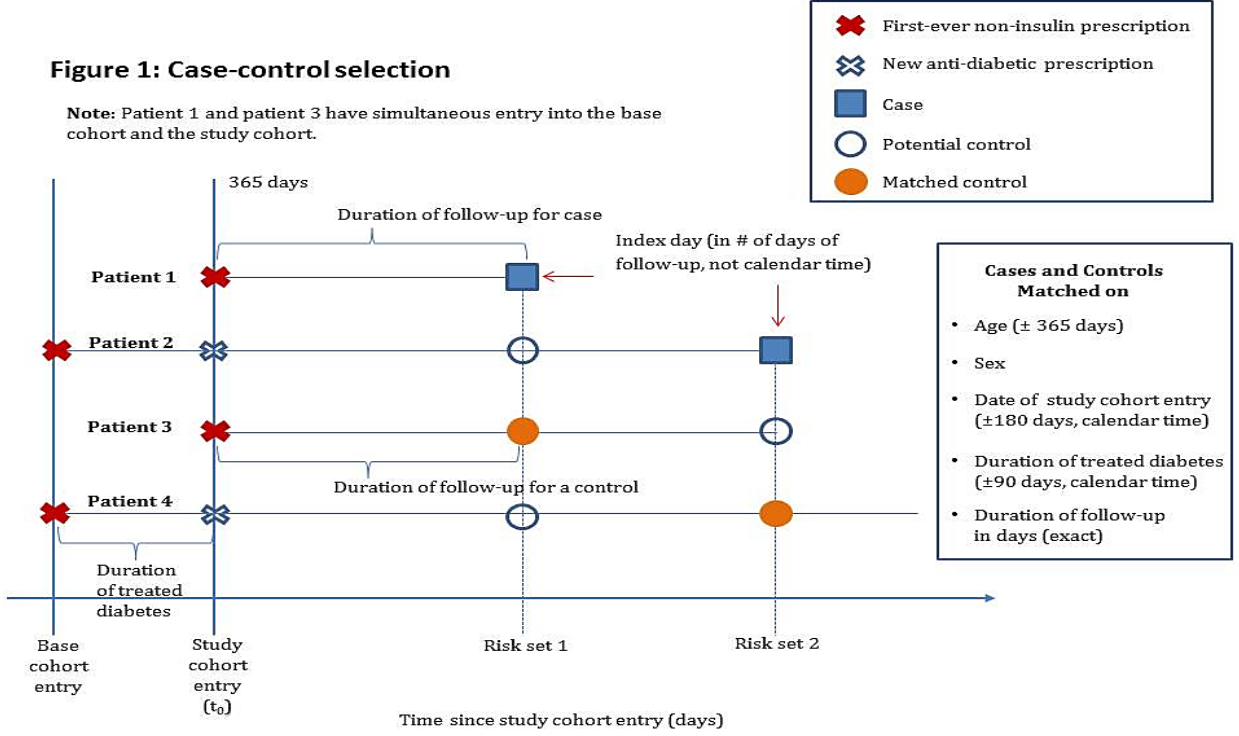 First-ever non-insulin prescription
New anti-diabetic prescription
Case
Potential control
Matched control
Figure 1: Case-control selection
Note: Patient 1 and patient 3 have simultaneous entry into the base
cohort and the study cohort.
365 days
Duration of follow-up for case
Index day (in # of days of
follow-up, not calendar time)
Patient 1
Patient 2
Patient 3
Duration of follow-up for a control
Patient 4
Duration
of treated
diabetes
Cases and Controls
Matched on
• Age (± 365 days)
• Sex
• Date of study cohort entry
(±180 days, calendar time)
• Duration of treated diabetes
(±90 days, calendar time)
• Duration of follow-up
in days (exact)
Base
cohort
entry
Study
cohort
entry
(t₀)
Risk set 1
Risk set 2
Time since study cohort entry (days)